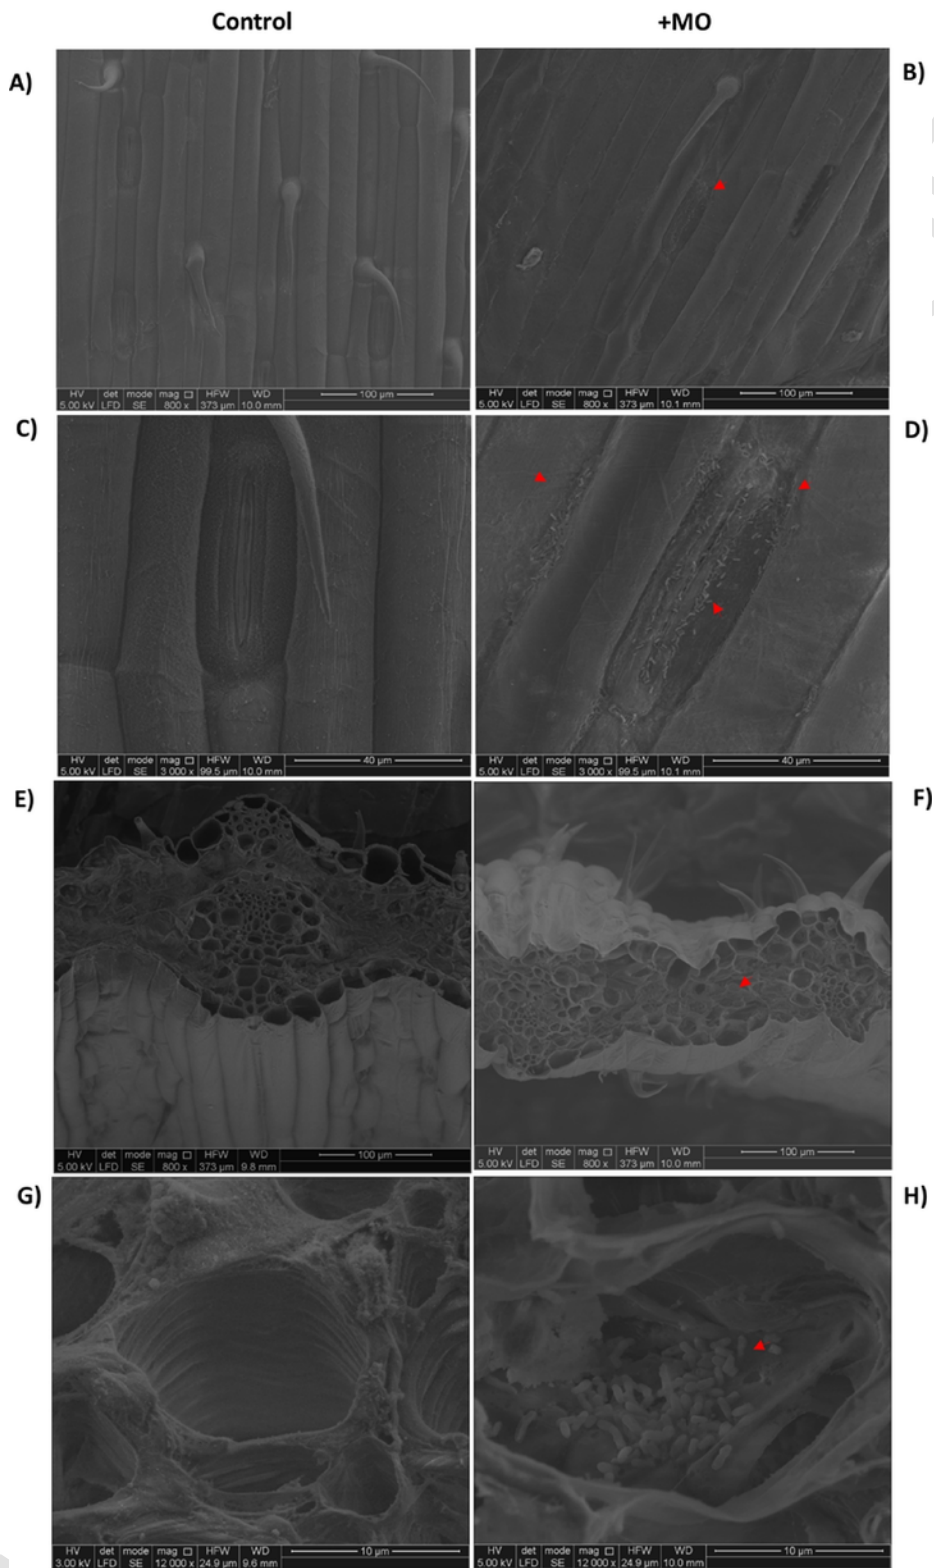 Control +MO
A) B)
HV det mode mag □ HFW WD
5.00 kV LFD SE 800 x 373 µm 10.0 mm 100 µm
HV det mode mag □ HFW WD
5.00 kV LFD SE 800 x 373 µm 10.1 mm 100 µm
C) D)
HV det mode mag □ HFW WD
5.00 kV LFD SE 3 000 x 99.5 µm 10.0 mm 40 µm
HV det mode mag □ HFW WD
5.00 kV LFD SE 3 000 x 99.5 µm 10.1 mm 40 µm
E) F)
HV det mode mag □ HFW WD
5.00 kV LFD SE 800 x 373 µm 9.8 mm 100 µm
HV det mode mag □ HFW WD
5.00 kV LFD SE 800 x 373 µm 10.0 mm 100 µm
G) H)
HV det mode mag □ HFW WD
3.00 kV LFD SE 12 000 x 24.9 µm 9.6 mm 10 µm
HV det mode mag □ HFW WD
5.00 kV LFD SE 12 000 x 24.9 µm 10.0 mm 10 µm